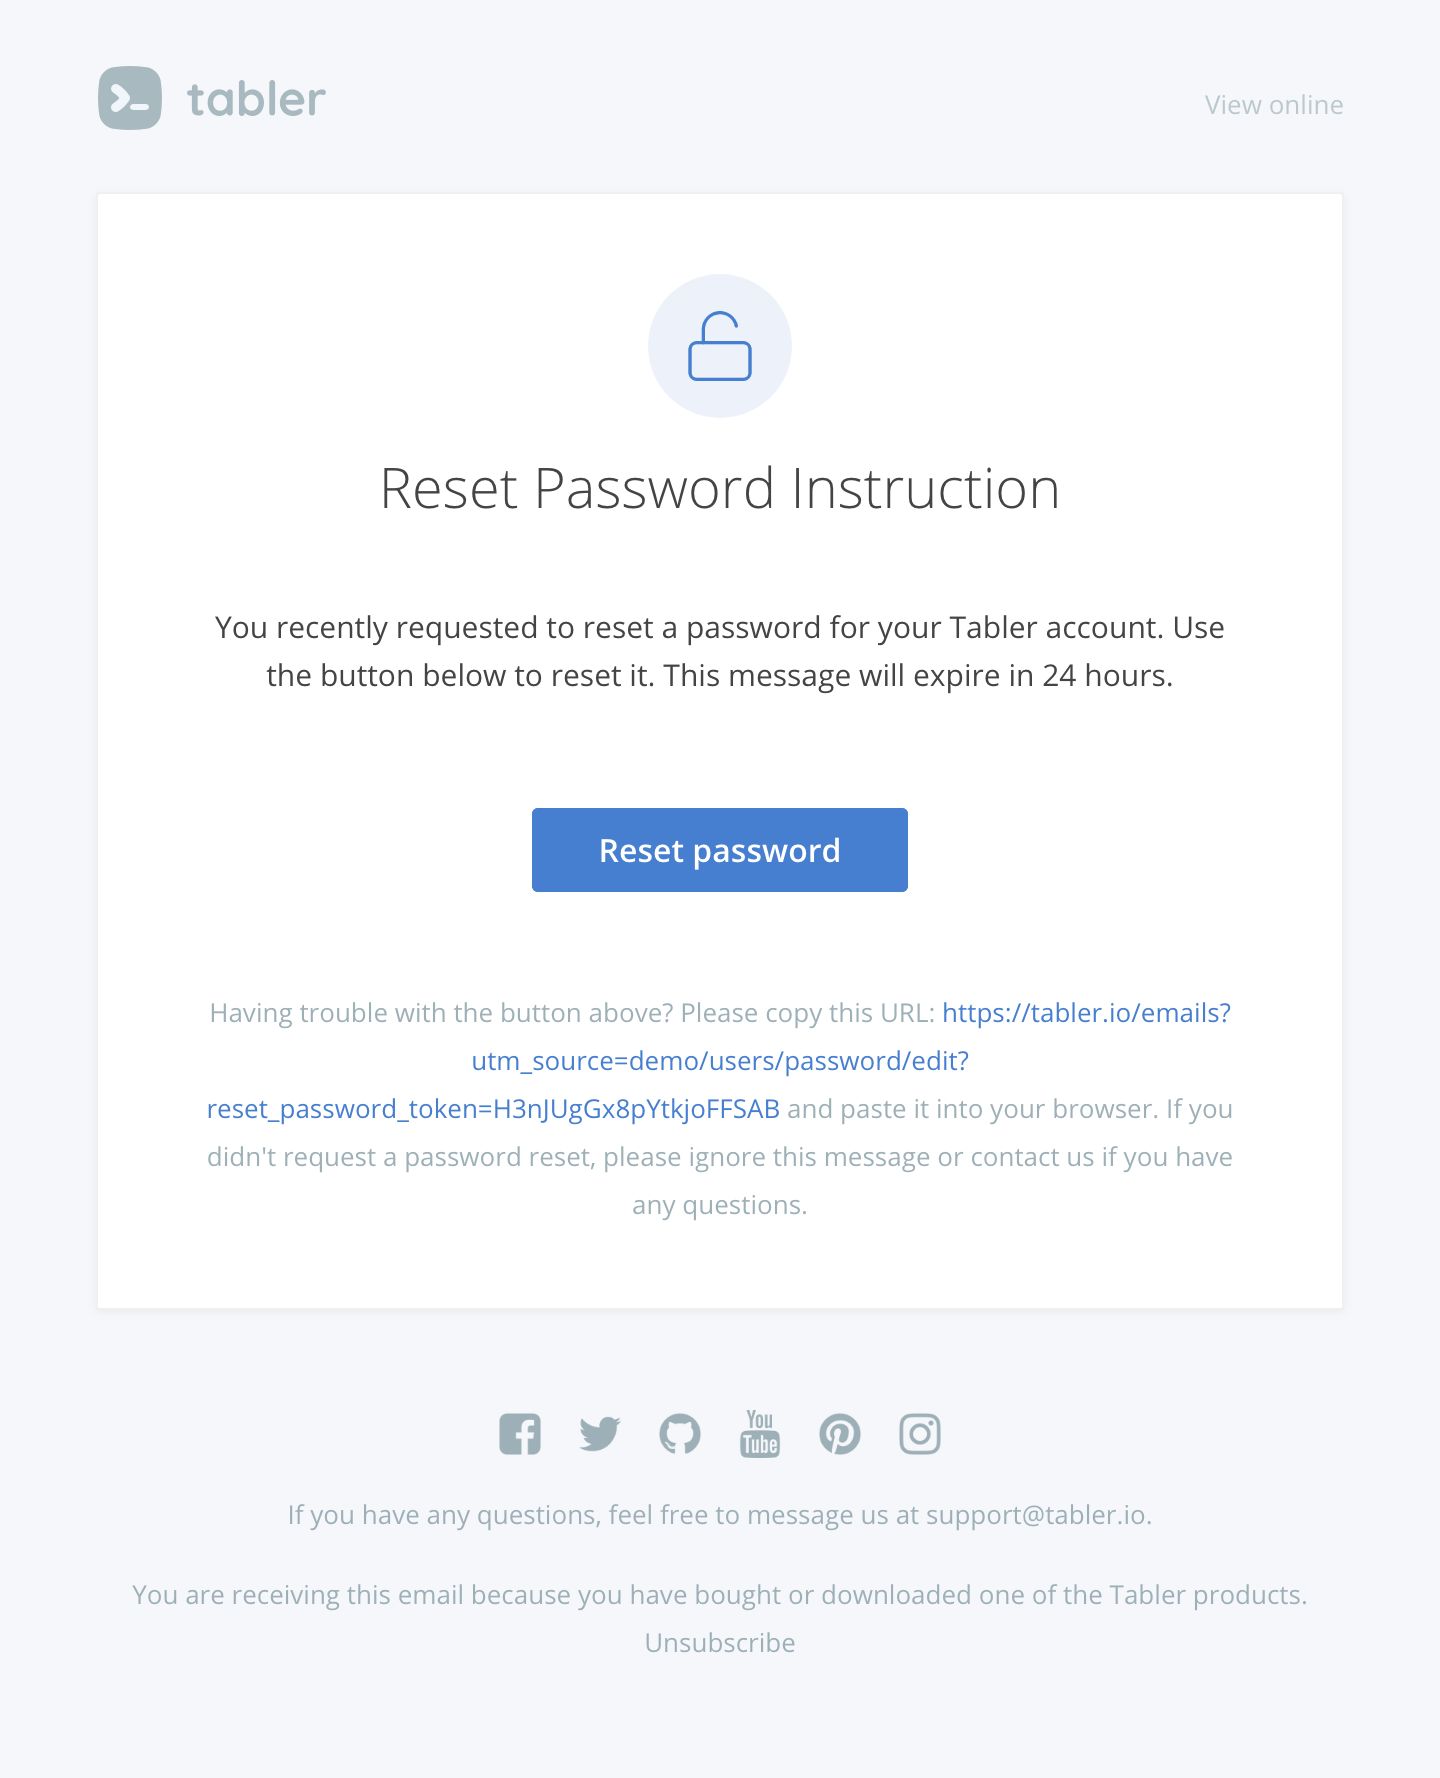 tabler
View online
Reset Password Instruction
You recently requested to reset a password for your Tabler account. Use
the button below to reset it. This message will expire in 24 hours.
Reset password
Having trouble with the button above? Please copy this URL: https://tabler.io/emails?
utm_source=demo/users/password/edit?
reset_password_token=H3nJUgGx8pYtkjoFFSAB and paste it into your browser. If you
didn't request a password reset, please ignore this message or contact us if you have
any questions.
You
Tube
If you have any questions, feel free to message us at support@tabler.io.
You are receiving this email because you have bought or downloaded one of the Tabler products.
Unsubscribe